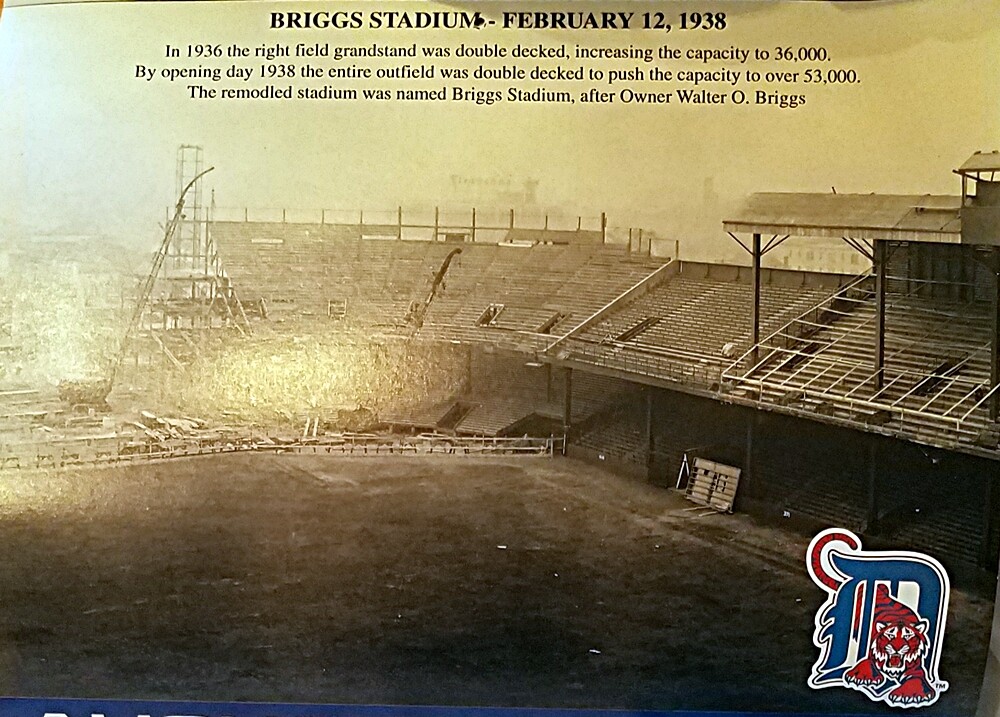 BRIGGS STADIUM - FEBRUARY 12, 1938
In 1936 the right field grandstand was double decked, increasing the capacity to 36,000.
By opening day 1938 the entire outfield was double decked to push the capacity to over 53,000.
The remodled stadium was named Briggs Stadium, after Owner Walter O. Briggs
D
TM